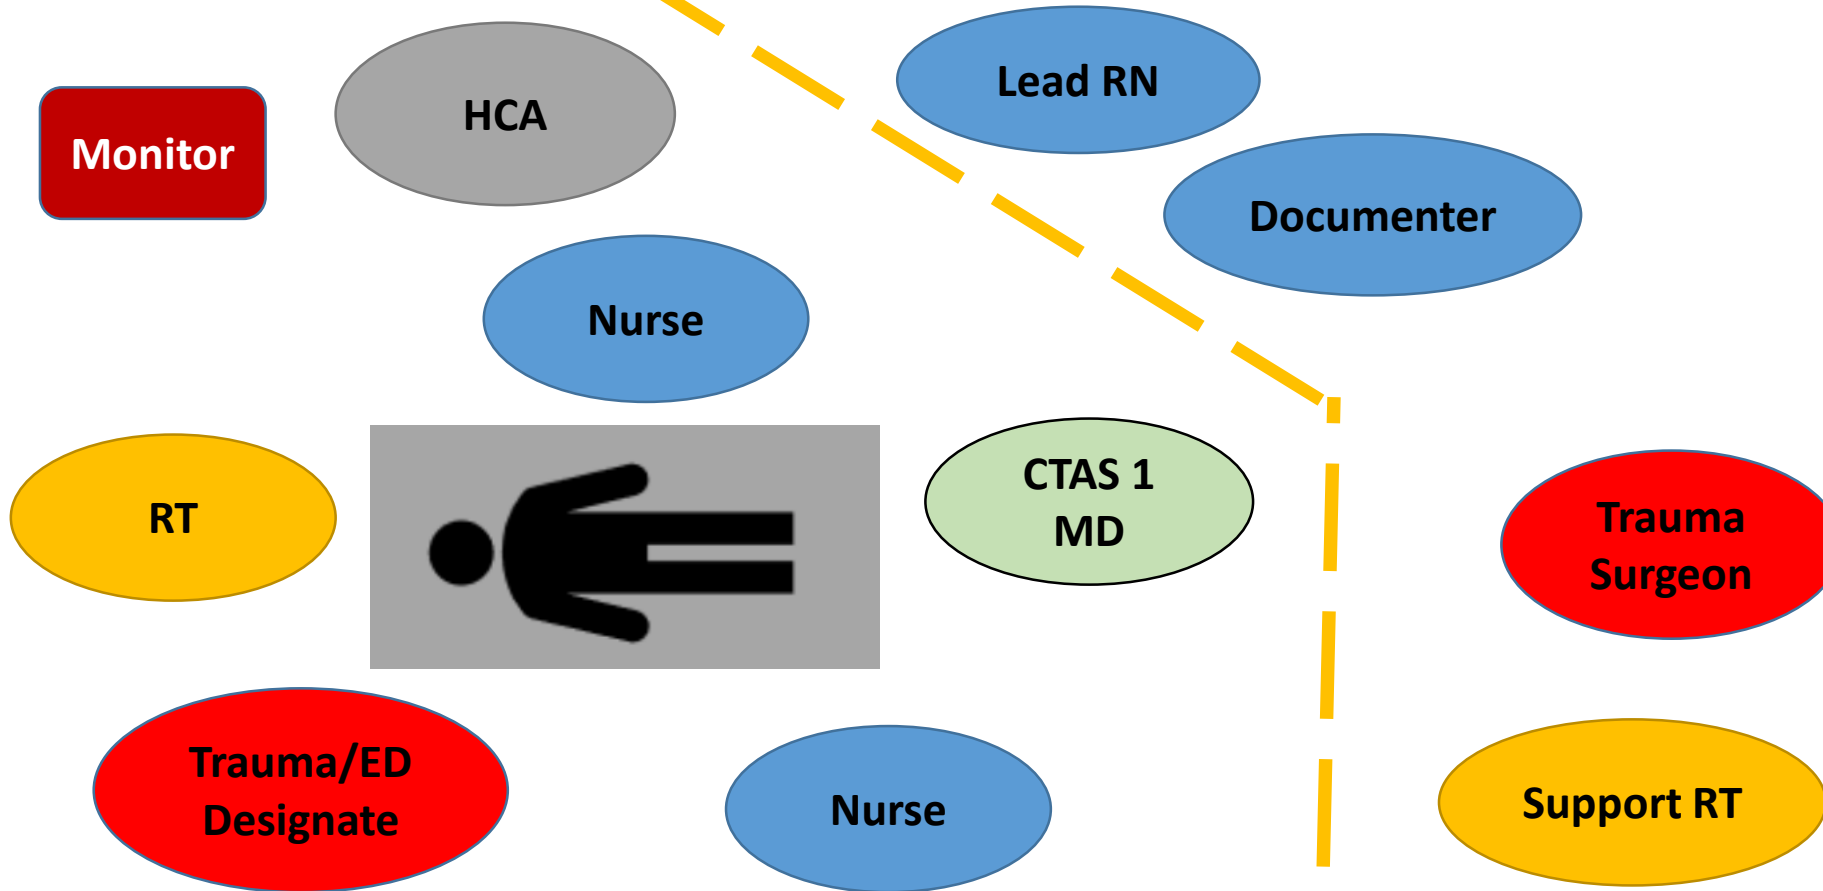 Lead RN
HCA
Monitor
Documenter
Nurse
CTAS 1
MD
RT
Trauma
Surgeon
Trauma/ED
Designate
Nurse
Support RT